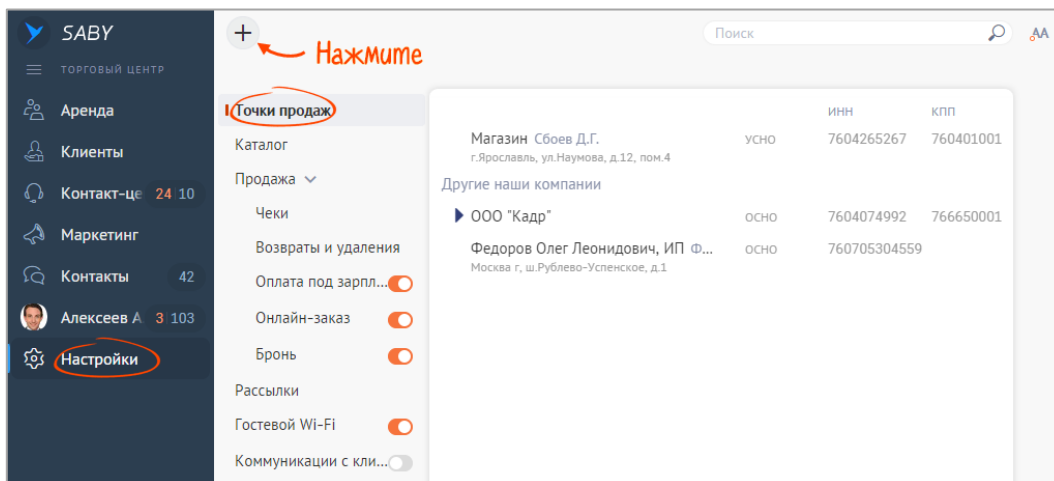 SABY
ТОРГОВЫЙ ЦЕНТР
Аренда
Клиенты
Контакт-це 24 10
Маркетинг
Контакты 42
Алексеев А 3 103
Настройки
+
Нажмите
Поиск
АА
Точки продаж
Каталог
Продажа
Чеки
Возвраты и удаления
Оплата под зарпл...
Онлайн-заказ
Бронь
Рассылки
Гостевой Wi-Fi
Коммуникации с кли...
ИНН КПП
Магазин Сбоев Д.Г. УСНО 7604265267 760401001
г.Ярославль, ул.Наумова, д.12, пом.4
Другие наши компании
ООО "Кадр" ОСНО 7604074992 766650001
Федоров Олег Леонидович, ИП Ф... ОСНО 760705304559
Москва г, ш.Рублево-Успенское, д.1